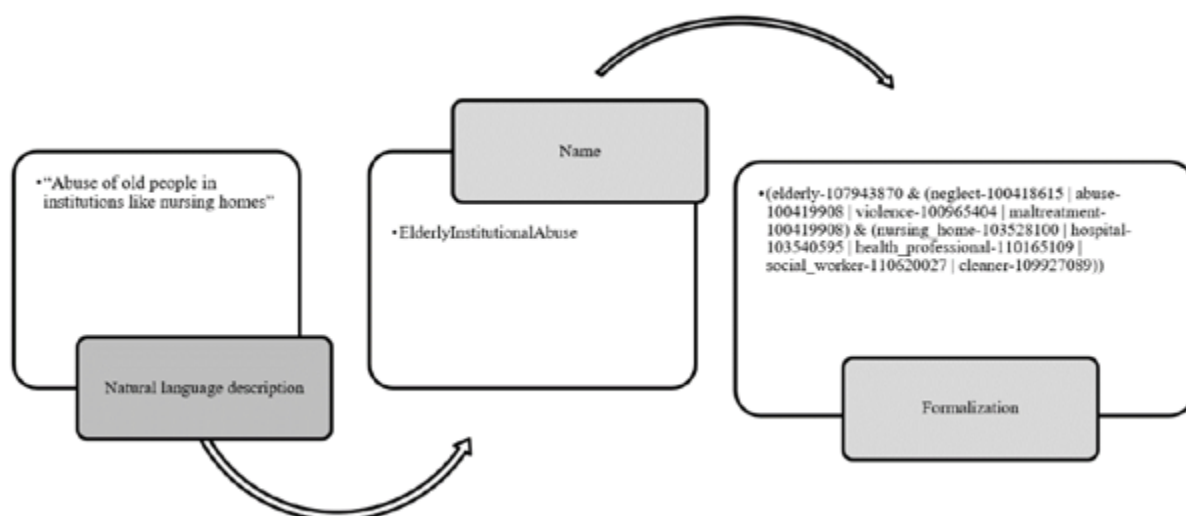 •“Abuse of old people in
institutions like nursing homes”
Natural language description
Name
•ElderlyInstitutionalAbuse
•(elderly-107943870 & (neglect-100418615 | abuse-
100419908 | violence-100965404 | maltreatment-
100419908) & (nursing_home-103528100 | hospital-
103540595 | health_professional-110165109 |
social_worker-110620027 | cleaner-109927089))
Formalization